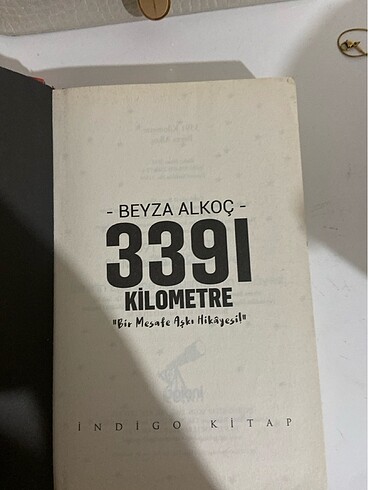 - BEYZA ALKOÇ -
3391
KİLOMETRE
"Bir Mesafe Aşkı Hikâyesi!"
İNDİGO KİTAP